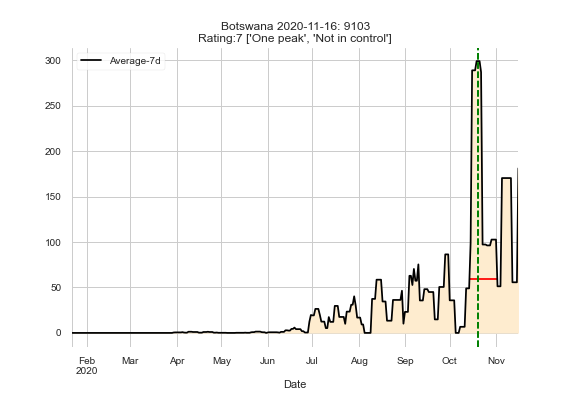 Botswana 2020-11-16: 9103
Rating:7 ['One peak', 'Not in control']
Average-7d
300
250
200
150
100
50
0
Feb Mar Apr May Jun Jul Aug Sep Oct Nov
2020
Date